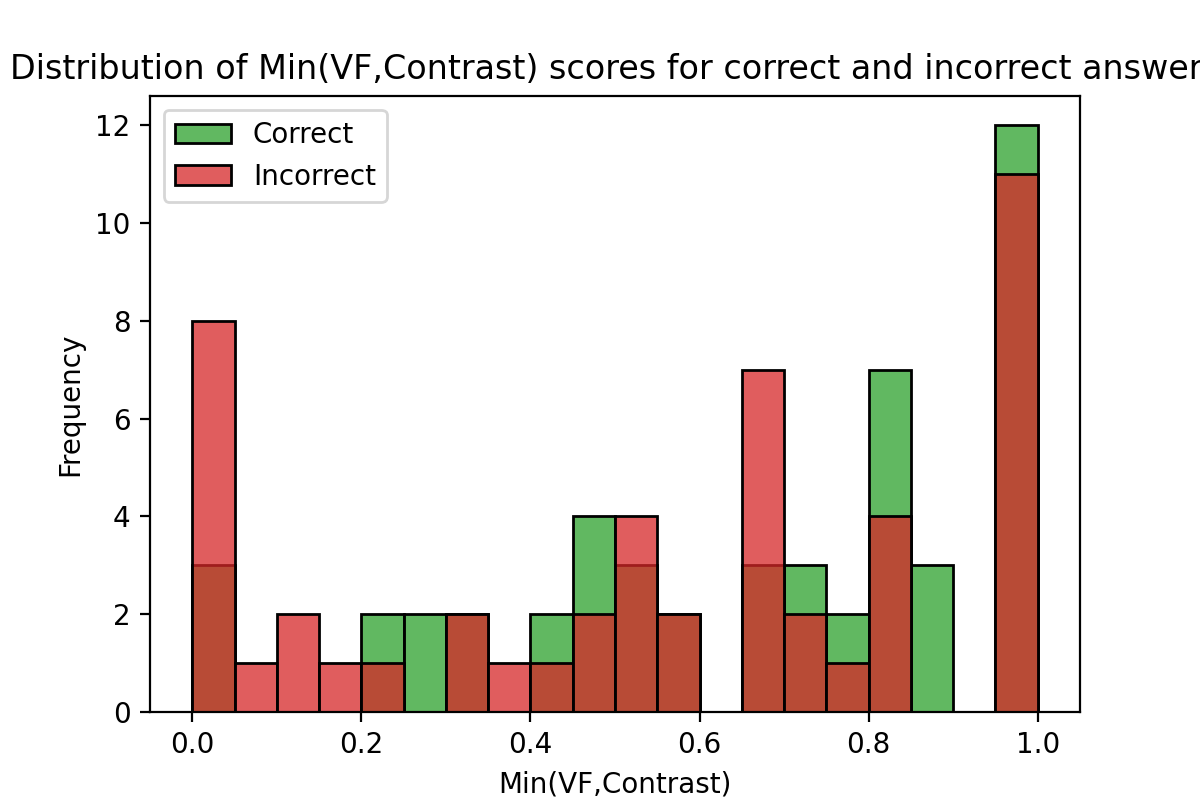 Distribution of Min(VF,Contrast) scores for correct and incorrect answer
Correct
Incorrect
12
10
8
6
4
2
0
Frequency
0.0 0.2 0.4 0.6 0.8 1.0
Min(VF,Contrast)